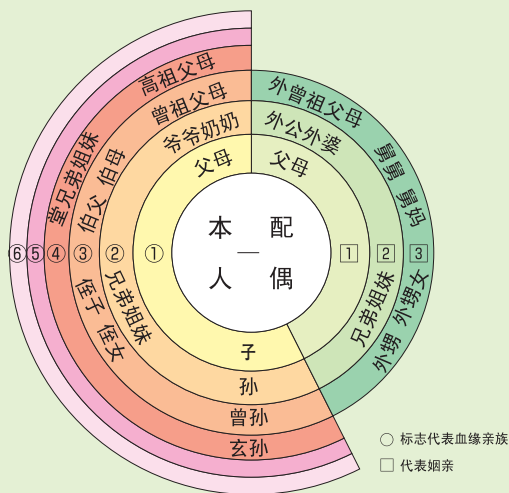 高祖父母
曾祖父母
爷爷奶奶
父母
外曾祖父母
外公外婆
父母
舅舅 舅妈
堂兄弟姐妹
伯父 伯母
本 配
人 偶
⑥⑤④③②①
1 2 3
兄弟姐妹
侄子 侄女
兄弟姐妹
外甥 外甥女
子
孙
曾孙
玄孙
○ 标志代表血缘亲族
□ 代表姻亲